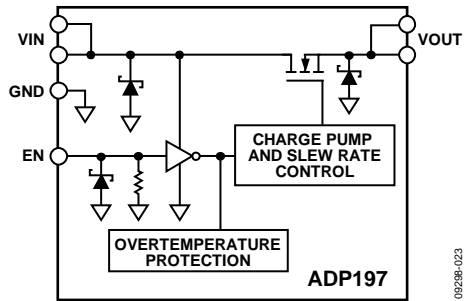 VIN
VOUT
GND
EN
CHARGE PUMP
AND SLEW RATE
CONTROL
OVERTEMPERATURE
PROTECTION
ADP197
09298-023